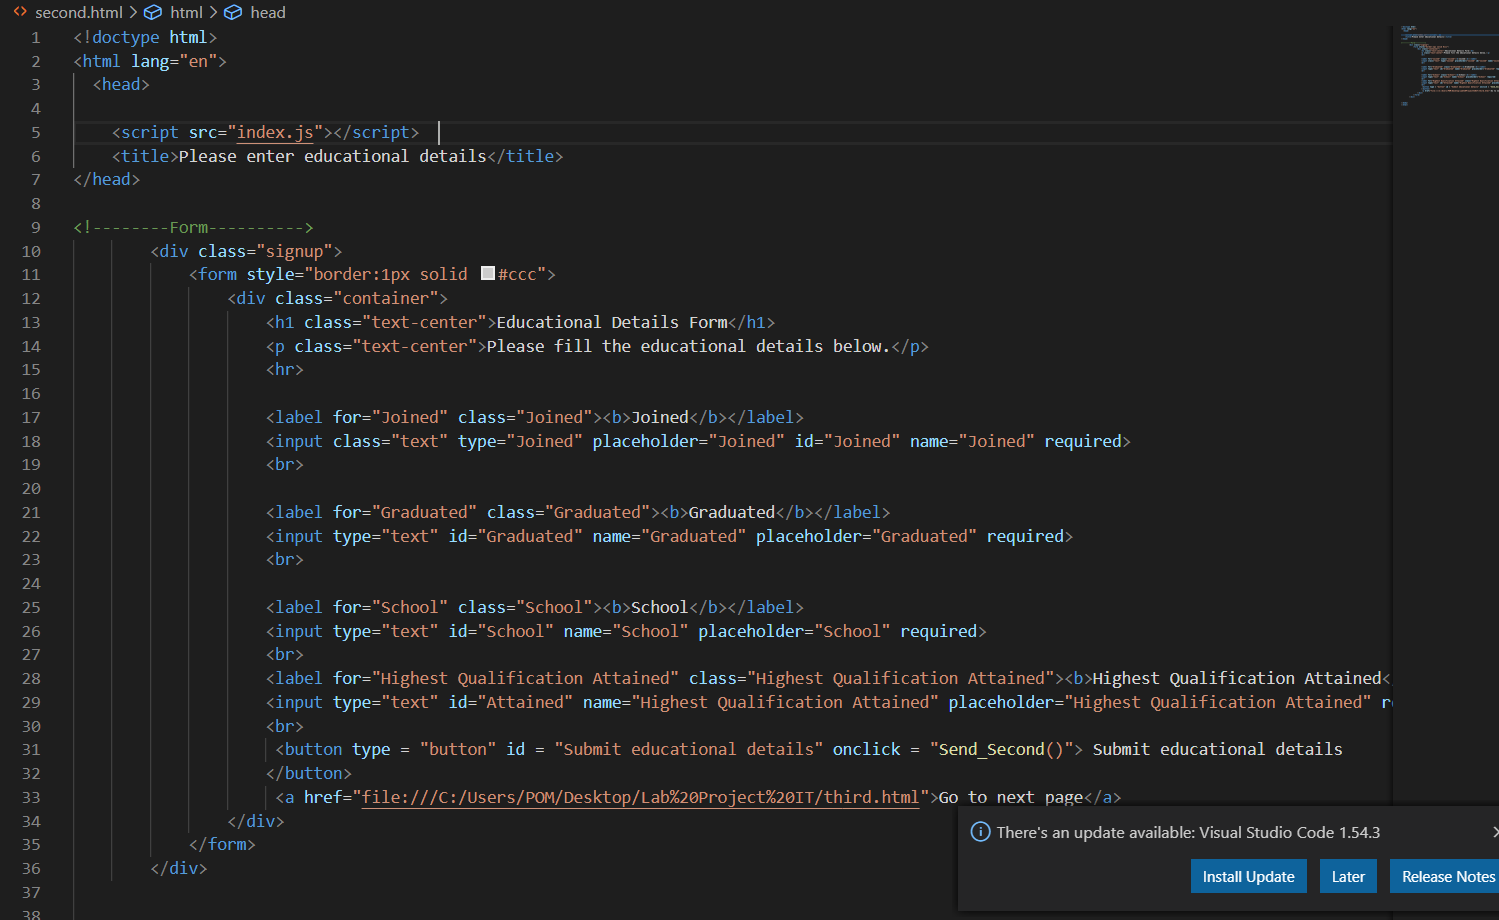 second.html > html > head
1 <!doctype html>
2 <html lang="en">
3 <head>
4
5 <script src="index.js"></script>
6 <title>Please enter educational details</title>
7 </head>
8
9 <!--------Form---------->
10 <div class="signup">
11 <form style="border:1px solid #ccc">
12 <div class="container">
13 <h1 class="text-center">Educational Details Form</h1>
14 <p class="text-center">Please fill the educational details below.</p>
15 <hr>
16
17 <label for="Joined" class="Joined"><b>Joined</b></label>
18 <input class="text" type="Joined" placeholder="Joined" id="Joined" name="Joined" required>
19 <br>
20
21 <label for="Graduated" class="Graduated"><b>Graduated</b></label>
22 <input type="text" id="Graduated" name="Graduated" placeholder="Graduated" required>
23 <br>
24
25 <label for="School" class="School"><b>School</b></label>
26 <input type="text" id="School" name="School" placeholder="School" required>
27 <br>
28 <label for="Highest Qualification Attained" class="Highest Qualification Attained"><b>Highest Qualification Attained<
29 <input type="text" id="Attained" name="Highest Qualification Attained" placeholder="Highest Qualification Attained" r
30 <br>
31 <button type = "button" id = "Submit educational details" onclick = "Send_Second()"> Submit educational details
32 </button>
33 <a href="file:///C:/Users/POM/Desktop/Lab%20Project%20IT/third.html">Go to next page</a>
34 </div>
35 </form>
36 </div>
37
38
There's an update available: Visual Studio Code 1.54.3
Install Update Later Release Notes